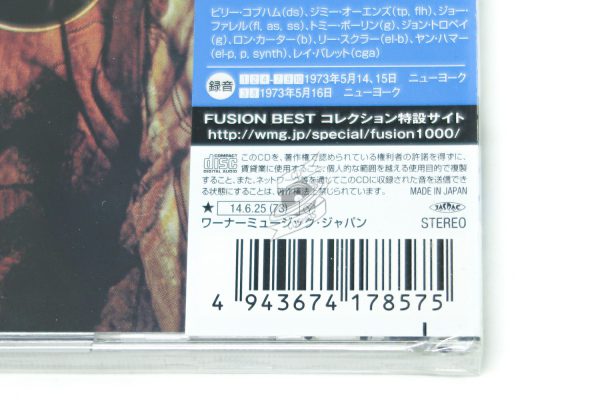 ビリー・コブハム(ds)、ジミー・オーエンズ(tp, flh)、ジョー・
ファレル(fl, as, ss)、トミー・ボーリン(g)、ジョン・トロペイ
(g)、ロン・カーター(b)、リー・スクラー(el-b)、ヤン・ハマー
(el-p, p, synth)、レイ・バレット(cga)
録音 1973年5月14、15日 ニューヨーク
1973年5月16日 ニューヨーク
FUSION BEST コレクション特設サイト
http://wmg.jp/special/fusion1000/
COMPACT disc DIGITAL AUDIO
このCDを、著作権で認められている権利者の許諾を得ずに、
賃貸業に使用すること、個人的な範囲を越える使用目的で複製
すること、また、ネットワーク等を通じてこのCDに収録された音を送信でき
る状態にすることは、著作権法で禁じられています。
MADE IN JAPAN
★ 14.6.25 (73)
JASRAC
ワーナーミュージック・ジャパン
STEREO
4 943674 178575